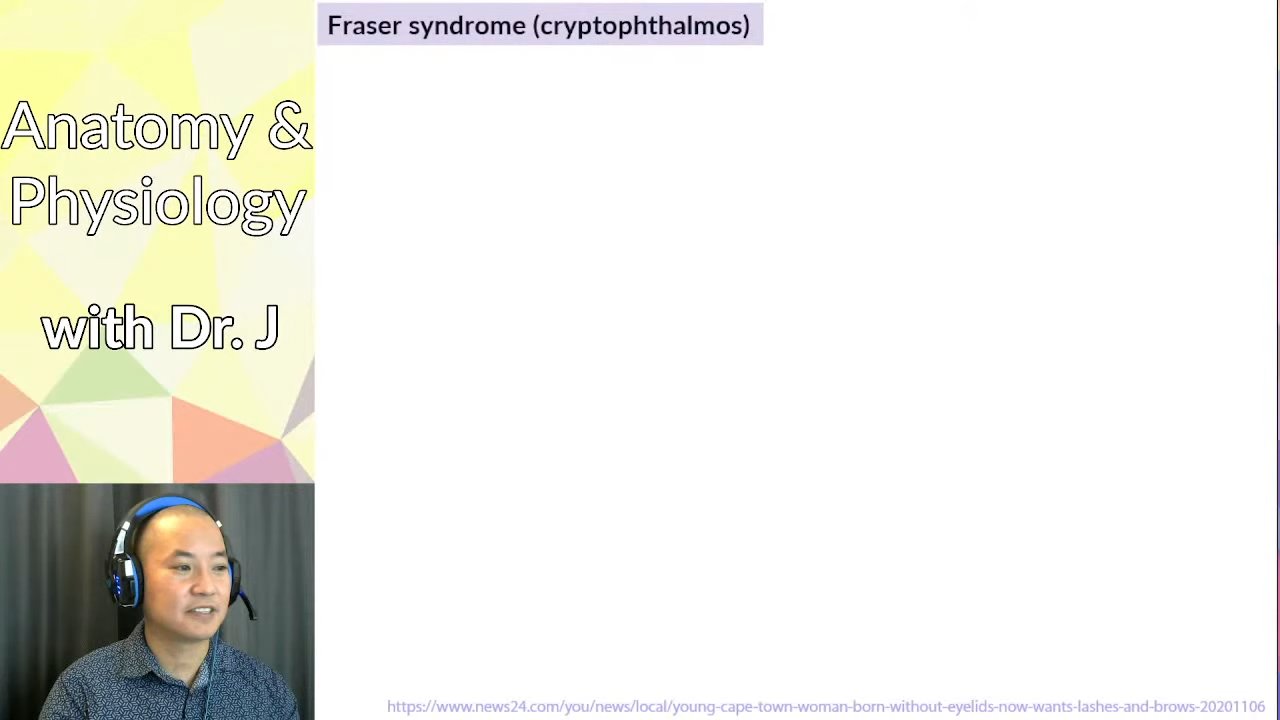 Fraser syndrome (cryptophthalmos)
Anatomy &
Physiology
with Dr. J
https://www.news24.com/you/news/local/young-cape-town-woman-born-without-eyelids-now-wants-lashes-and-brows-20201106